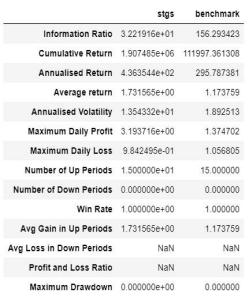 stgs benchmark
Information Ratio 3.221916e+01 156.293423
Cumulative Return 1.907485e+06 111997.361308
Annualised Return 4.363544e+02 295.787381
Average return 1.731565e+00 1.173759
Annualised Volatility 1.354332e+01 1.892513
Maximum Daily Profit 3.193716e+00 1.374702
Maximum Daily Loss 9.842495e-01 1.056805
Number of Up Periods 1.500000e+01 15.000000
Number of Down Periods 0.000000e+00 0.000000
Win Rate 1.000000e+00 1.000000
Avg Gain in Up Periods 1.731565e+00 1.173759
Avg Loss in Down Periods NaN NaN
Profit and Loss Ratio NaN NaN
Maximum Drawdown 0.000000e+00 0.000000